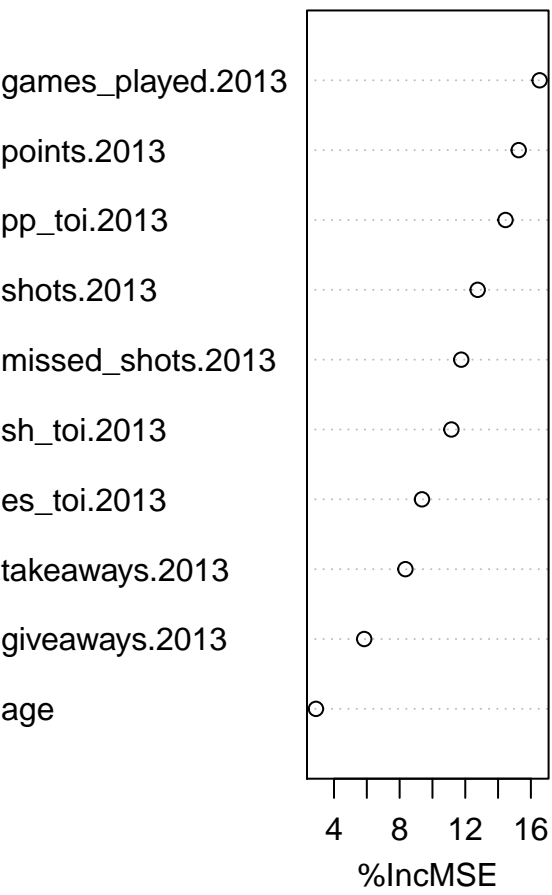 games_played.2013
points.2013
pp_toi.2013
shots.2013
missed_shots.2013
sh_toi.2013
es_toi.2013
takeaways.2013
giveaways.2013
age
4 8 12 16
%IncMSE